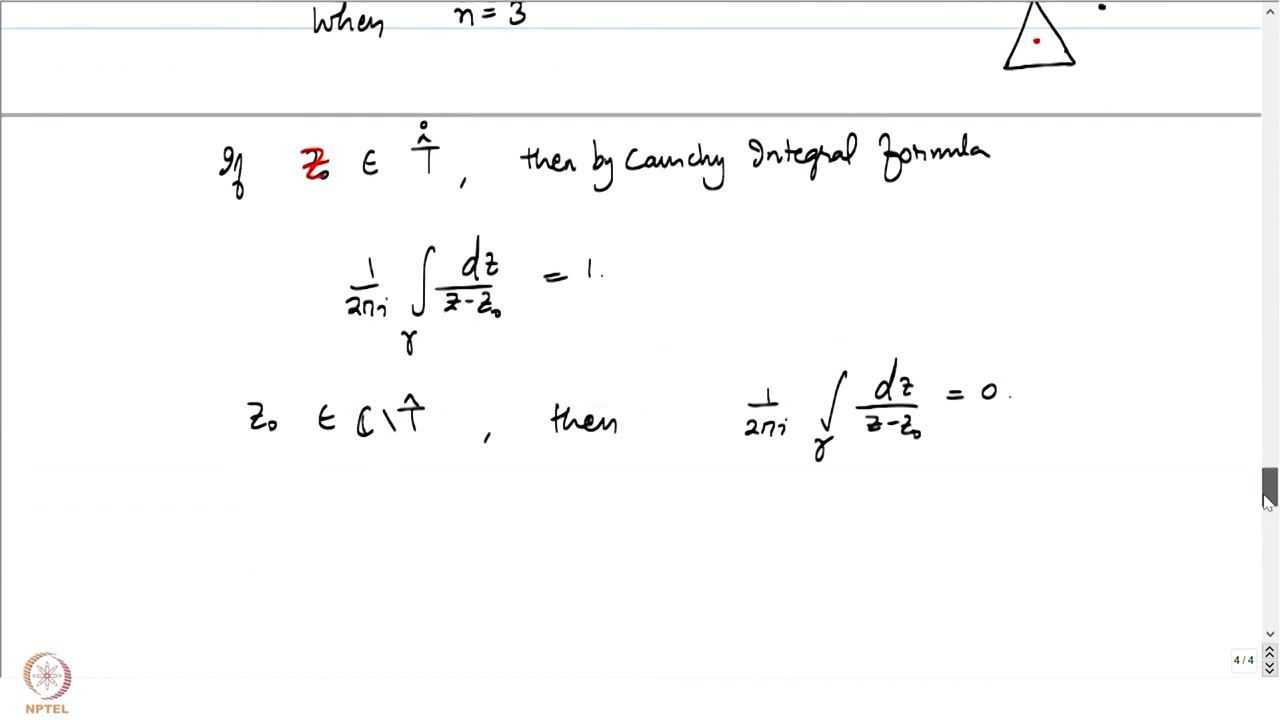 When n = 3
If z₀ ∈ T̂̊, then by Caunchy Integral formula
1/2πi ∫_γ dz/(z-z₀) = 1.
z₀ ∈ ℂ\T̂, then 1/2πi ∫_γ dz/(z-z₀) = 0.
4 / 4
NPTEL